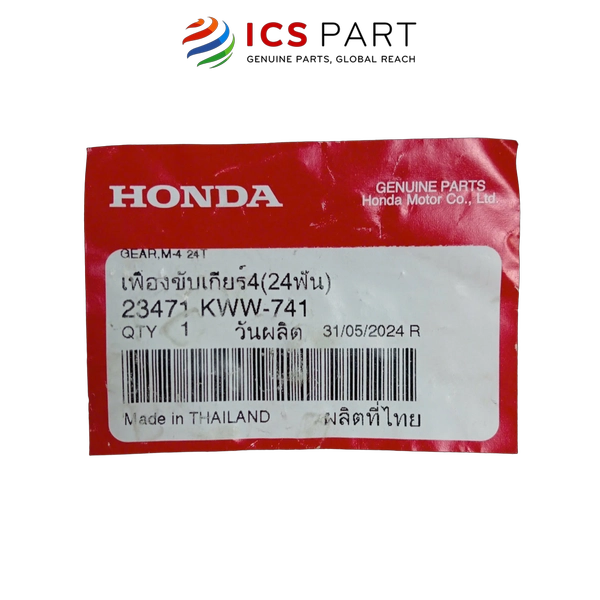 ICS PART
GENUINE PARTS, GLOBAL REACH
HONDA
GENUINE PARTS
Honda Motor Co., Ltd.
GEAR,M-4 24T
เฟืองขับเกียร์4(24ฟัน)
23471-KWW-741
QTY 1 วันผลิต 31/05/2024 R
Made in THAILAND ผลิตที่ไทย